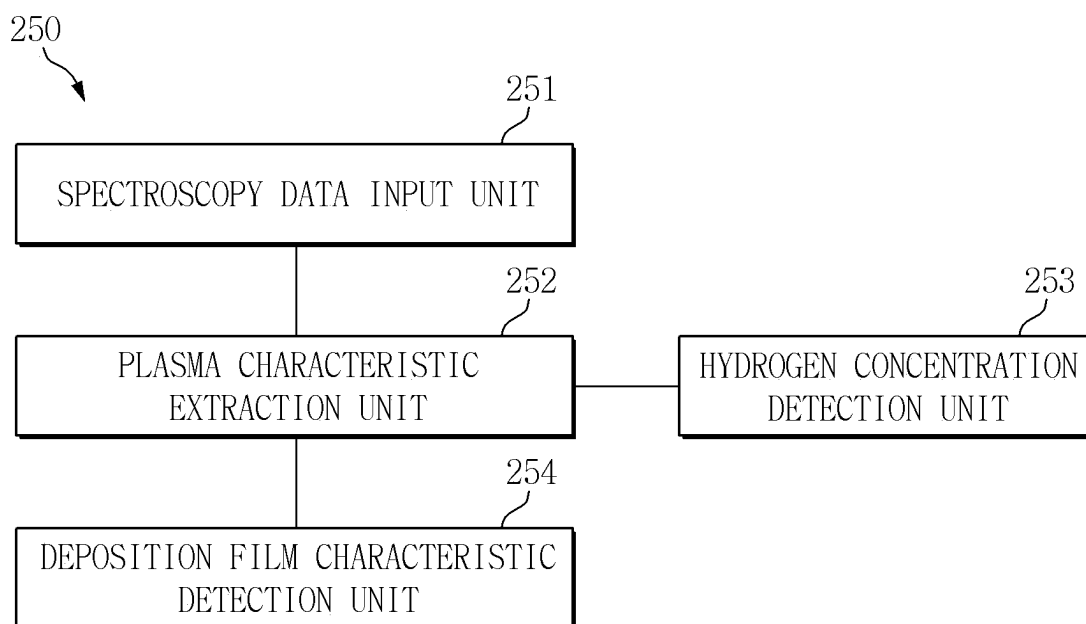 250
251
SPECTROSCOPY DATA INPUT UNIT
252
PLASMA CHARACTERISTIC
EXTRACTION UNIT
253
HYDROGEN CONCENTRATION
DETECTION UNIT
254
DEPOSITION FILM CHARACTERISTIC
DETECTION UNIT